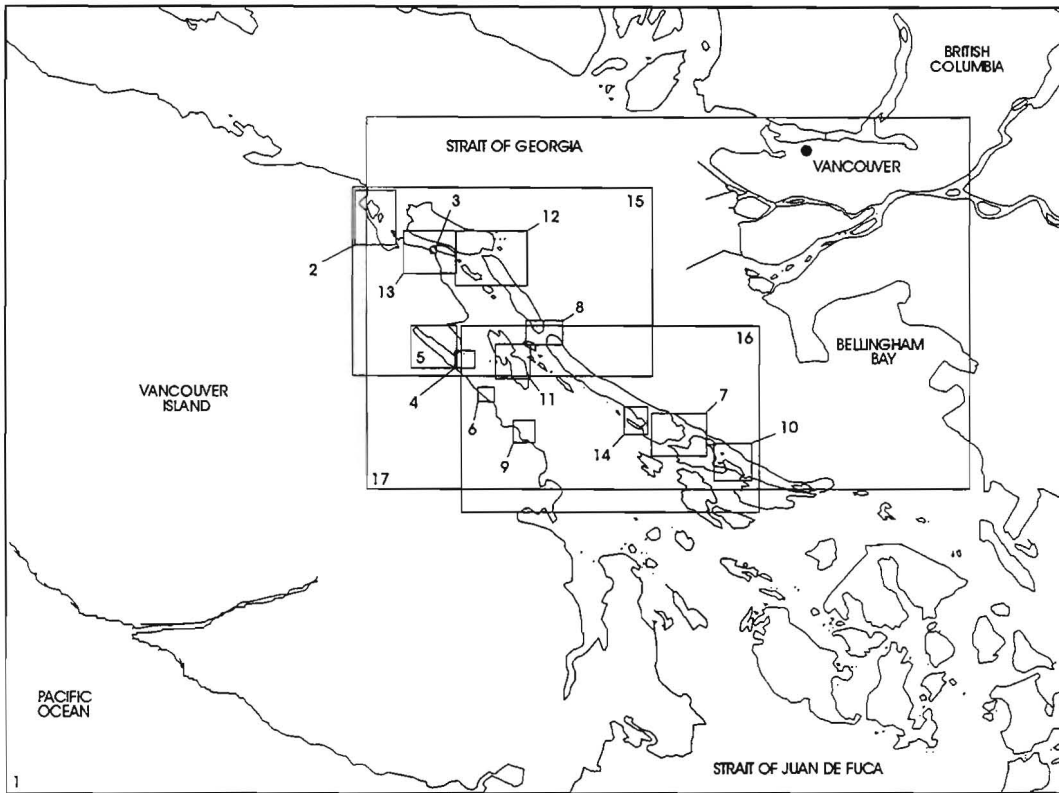 BRITISH
COLUMBIA
STRAIT OF GEORGIA
VANCOUVER
3
15
12
2
13
8
16
5
BELLINGHAM
BAY
VANCOUVER
ISLAND
4
11
7
6
14
10
9
17
PACIFIC
OCEAN
STRAIT OF JUAN DE FUCA
1